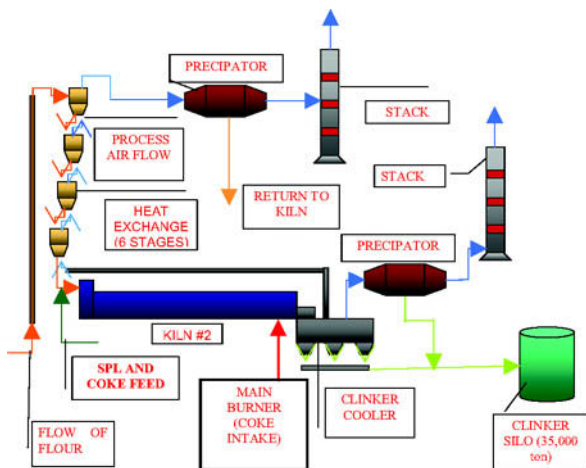 PRECIPATOR
STACK
PROCESS
AIR FLOW
STACK
RETURN TO
KILN
HEAT
EXCHANGE
(6 STAGES)
PRECIPATOR
KILN #2
SPL AND
COKE FEED
MAIN
BURNER
(COKE
INTAKE)
CLINKER
COOLER
CLINKER
SILO (35,000
ton)
FLOW OF
FLOUR